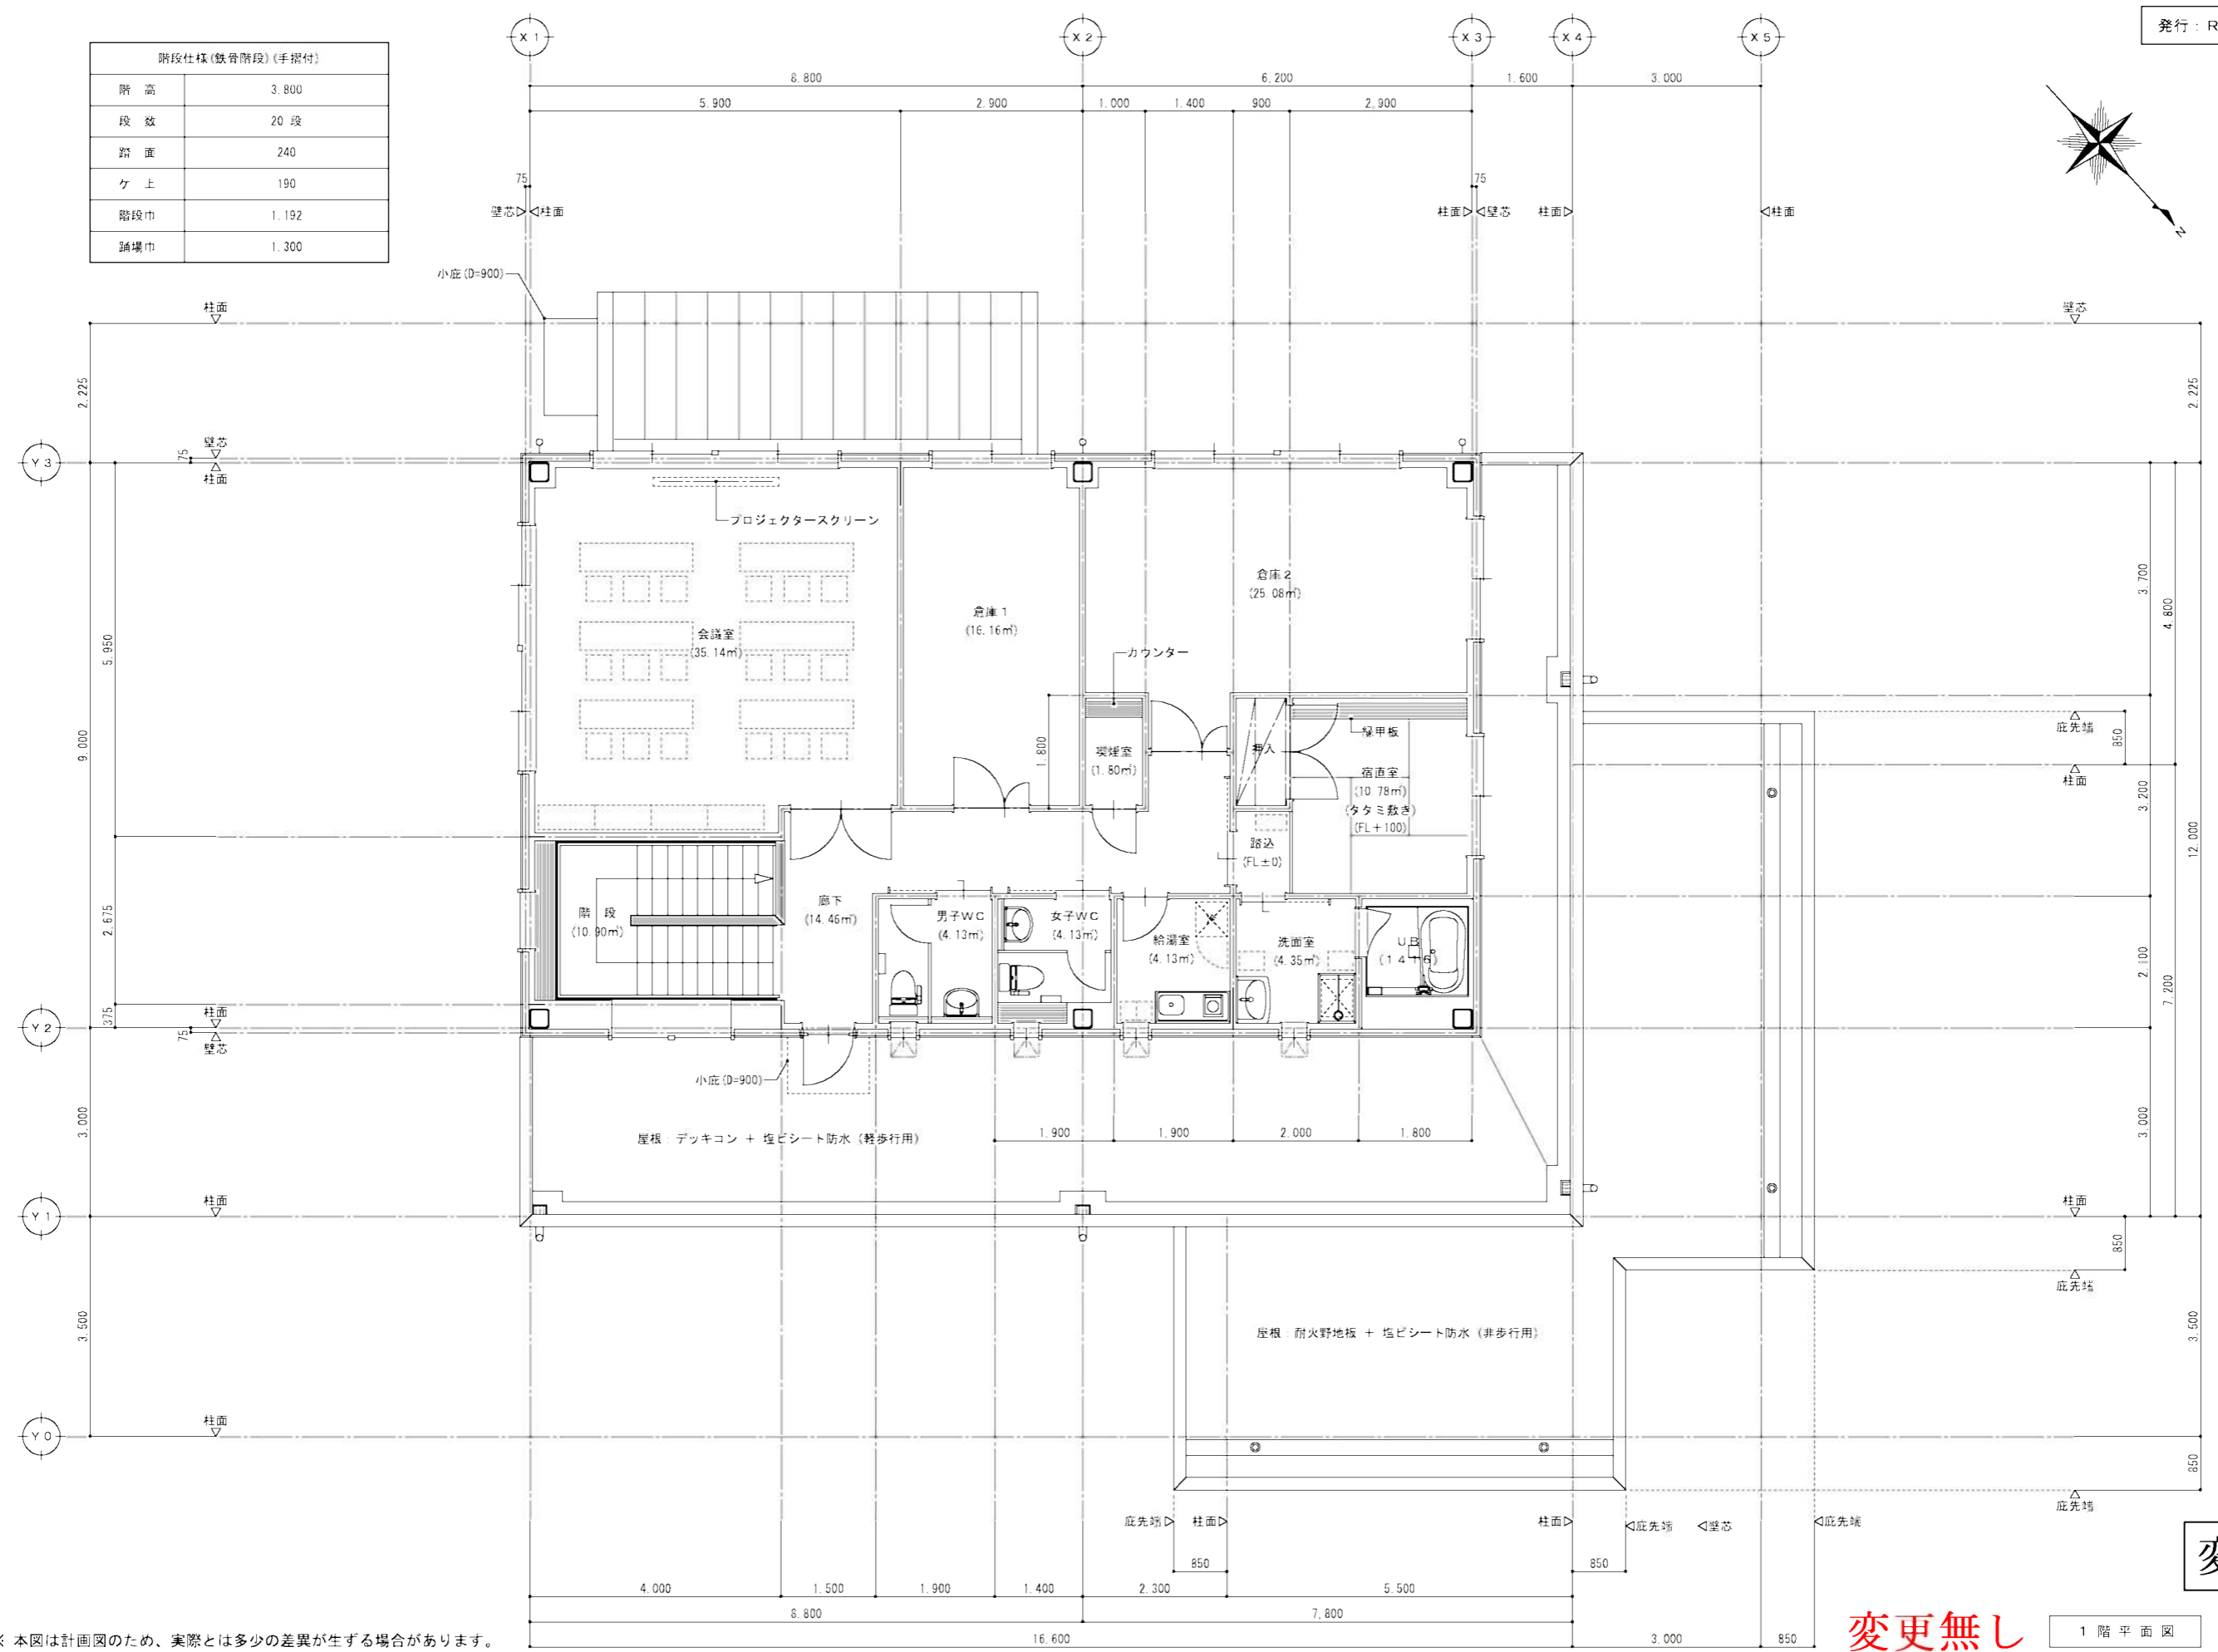 発行：R
階段仕様(鉄骨階段)(手摺付)
階 高 3,800
段 数 20 段
踏 面 240
ケ 上 190
階段巾 1,192
踊場巾 1,300
X1 X2 X3 X4 X5
8,800 6,200 1,600 3,000
5,900 2,900 1,000 1,400 900 2,900
75 75
壁芯 柱面 柱面 壁芯 柱面 柱面
N
小庇(D=900)
柱面 壁芯
2,225 2,225
Y3
75
壁芯
柱面
プロジェクタースクリーン
倉庫2
(25.08㎡)
倉庫1
(16.16㎡)
会議室
(35.14㎡)
カウンター
5,950
9,000
3,700
4,800
1,800
喫煙室
(1.80㎡)
押入
縁甲板
宿直室
(10.78㎡)
(タタミ敷き)
(FL+100)
踏込
(FL±0)
庇先端
850
柱面
3,200
12,000
階 段
(10.90㎡)
廊下
(14.46㎡)
男子WC
(4.13㎡)
女子WC
(4.13㎡)
給湯室
(4.13㎡)
洗面室
(4.35㎡)
UB
(1416)
2,675
375
2,100
7,200
Y2
柱面
75
壁芯
小庇(D=900)
3,000 3,000
屋根：デッキコン + 塩ビシート防水（軽歩行用）
1,900 1,900 2,000 1,800
Y1
柱面 柱面
850
庇先端
3,500 3,500
屋根：耐火野地板 + 塩ビシート防水（非歩行用）
Y0
柱面
850
庇先端
庇先端 柱面 柱面 庇先端 壁芯 庇先端
850 850
4,000 1,500 1,900 1,400 2,300 5,500
8,800 7,800
16,600 3,000 850
変
変更無し
1 階 平 面 図
※ 本図は計画図のため、実際とは多少の差異が生ずる場合があります。